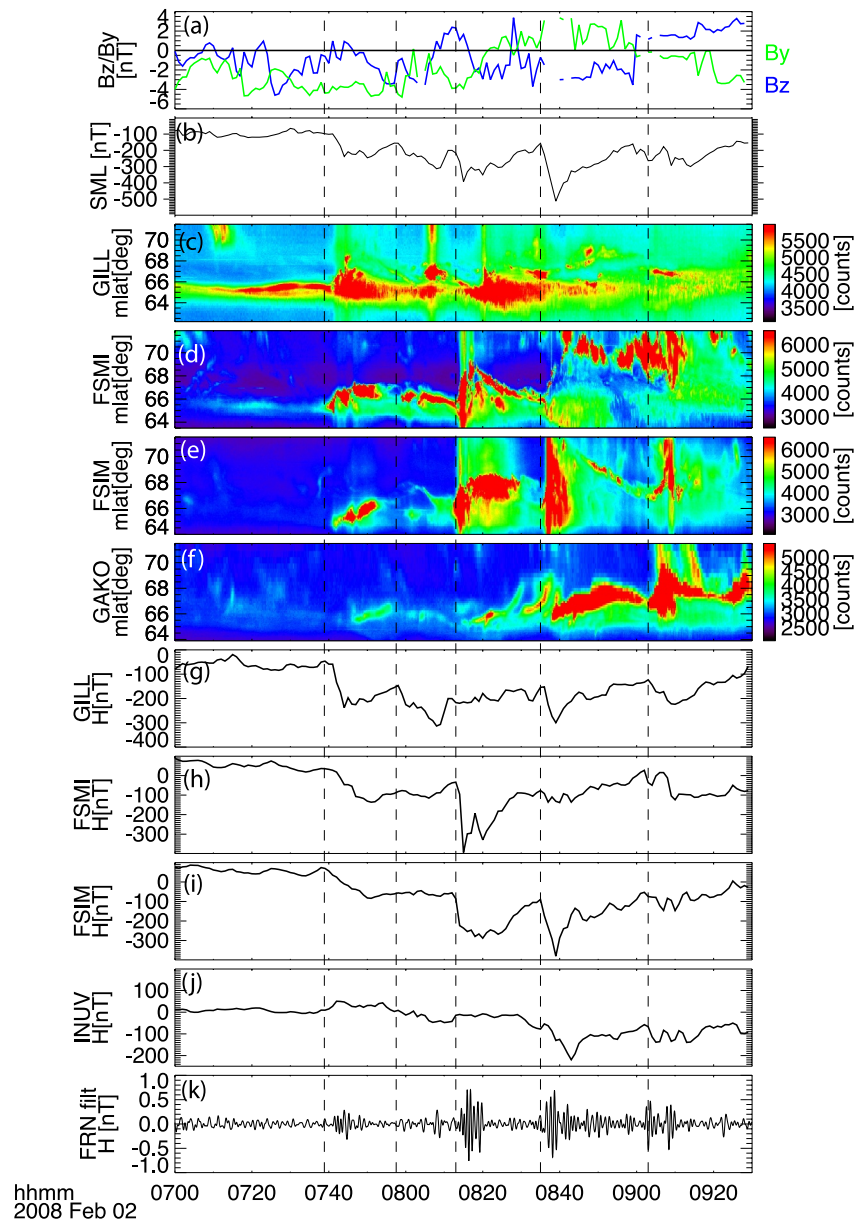 (a)
4
2
0
-2
-4
-6
Bz/By
[nT]
By
Bz
(b)
-100
-200
-300
-400
-500
SML [nT]
(c)
70
68
66
64
GILL
mlat[deg]
5500
5000
4500
4000
3500
3000
[counts]
(d)
70
68
66
64
FSMI
mlat[deg]
6000
5000
4000
3000
[counts]
(e)
70
68
66
64
FSIM
mlat[deg]
6000
5000
4000
3000
[counts]
(f)
70
68
66
64
GAKO
mlat[deg]
5000
4500
4000
3500
3000
2500
[counts]
(g)
0
-100
-200
-300
-400
GILL
H[nT]
(h)
0
-100
-200
-300
FSMI
H[nT]
(i)
0
-100
-200
-300
FSIM
H[nT]
(j)
100
0
-100
-200
INUV
H[nT]
(k)
1.0
0.5
0.0
-0.5
-1.0
FRN filt
H [nT]
hhmm 0700 0720 0740 0800 0820 0840 0900 0920
2008 Feb 02